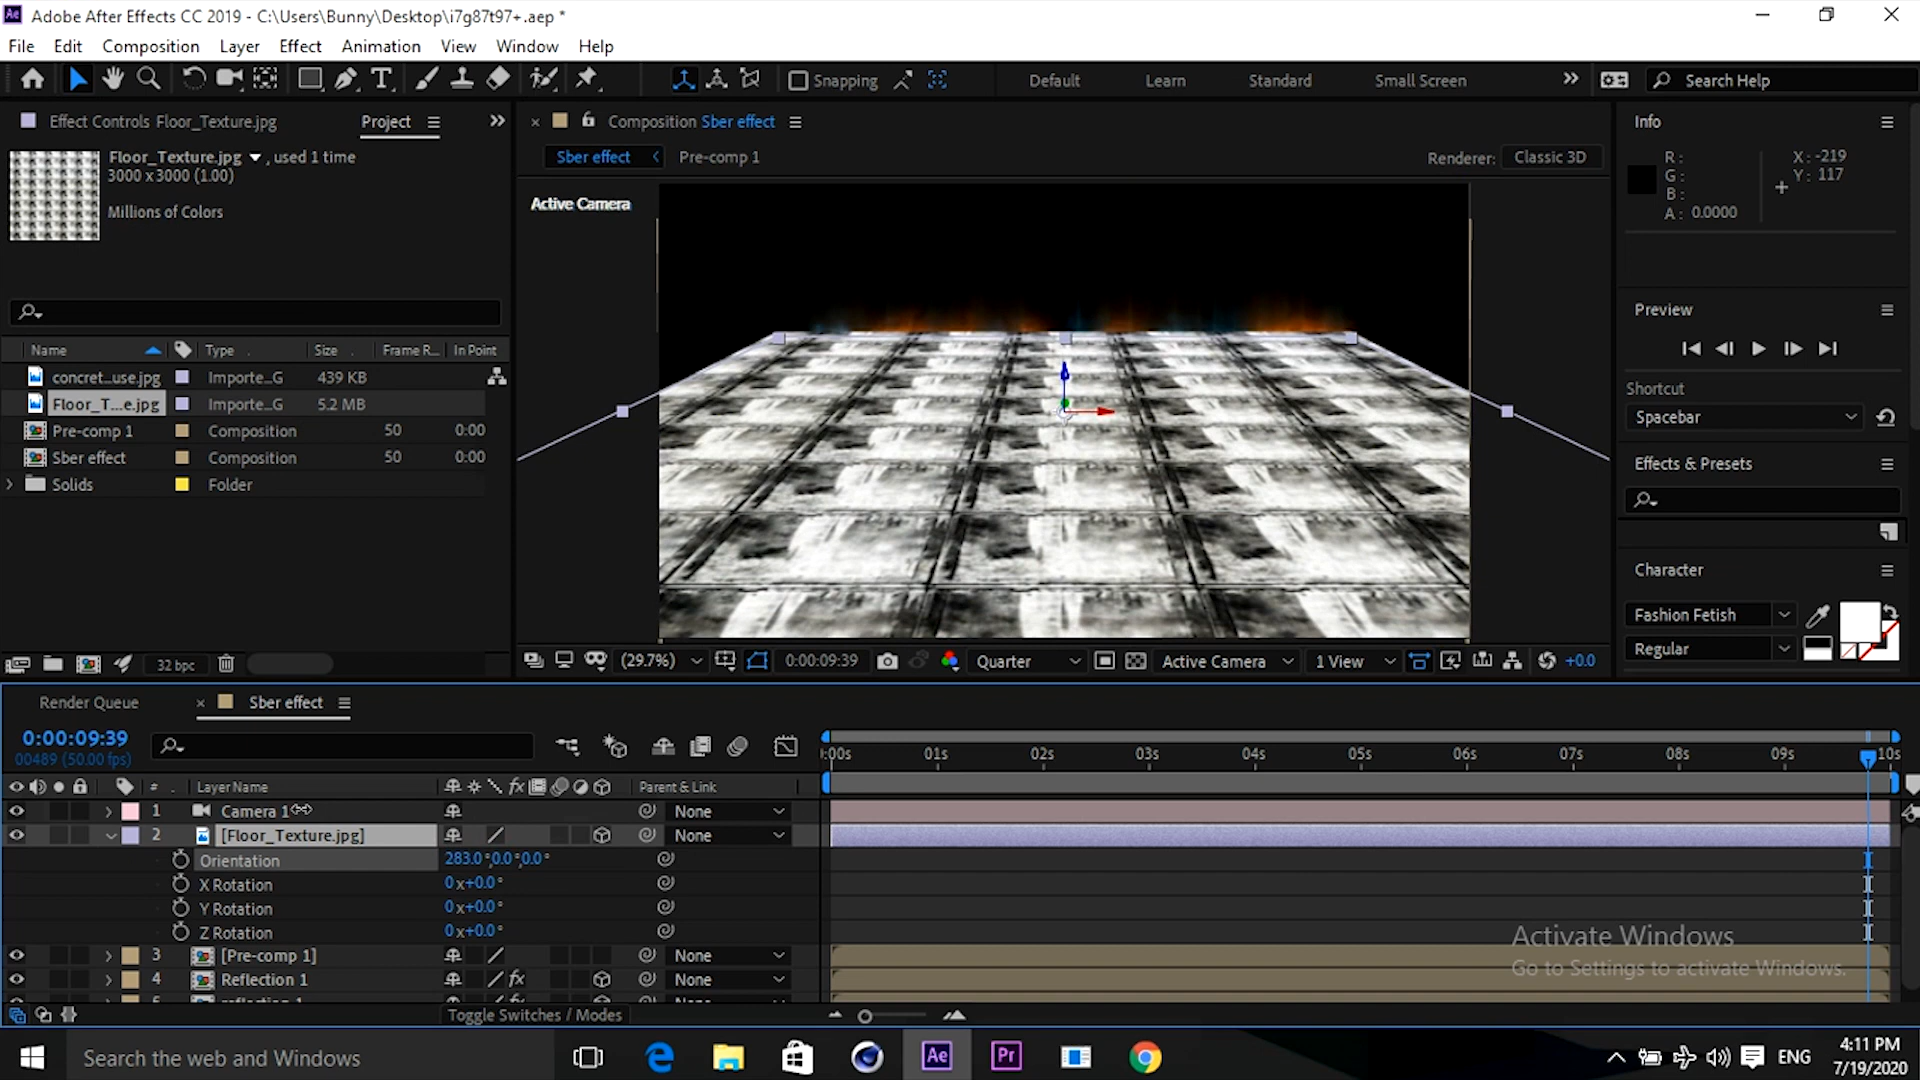 Adobe After Effects CC 2019 - C:\Users\Bunny\Desktop\i7g87t97+.aep *
File Edit Composition Layer Effect Animation View Window Help
Snapping Default Learn Standard Small Screen Search Help
Effect Controls Floor_Texture.jpg Project
Floor_Texture.jpg , used 1 time
3000 x 3000 (1.00)
Millions of Colors
Name Type Size Frame R... In Point
concret...use.jpg Importe...G 439 KB
Floor_T...e.jpg Importe...G 5.2 MB
Pre-comp 1 Composition 50 0:00
Sber effect Composition 50 0:00
Solids Folder
32 bpc
Composition Sber effect
Sber effect Pre-comp 1 Renderer: Classic 3D
Active Camera
(29.7%) 0:00:09:39 Quarter Active Camera 1 View +0.0
Info
R:
G:
B:
A: 0.0000
X: -219
Y: 117
Preview
Shortcut
Spacebar
Effects & Presets
Character
Fashion Fetish
Regular
Render Queue Sber effect
0:00:09:39
00489 (50.00 fps)
:00s 01s 02s 03s 04s 05s 06s 07s 08s 09s 10s
# Layer Name fx Parent & Link
1 Camera 1 None
2 [Floor_Texture.jpg] None
Orientation 283.0°,0.0°,0.0°
X Rotation 0x+0.0°
Y Rotation 0x+0.0°
Z Rotation 0x+0.0°
3 [Pre-comp 1] None
4 Reflection 1 fx None
Toggle Switches / Modes
Activate Windows
Go to Settings to activate Windows.
Search the web and Windows
Ae Pr
ENG
4:11 PM
7/19/2020